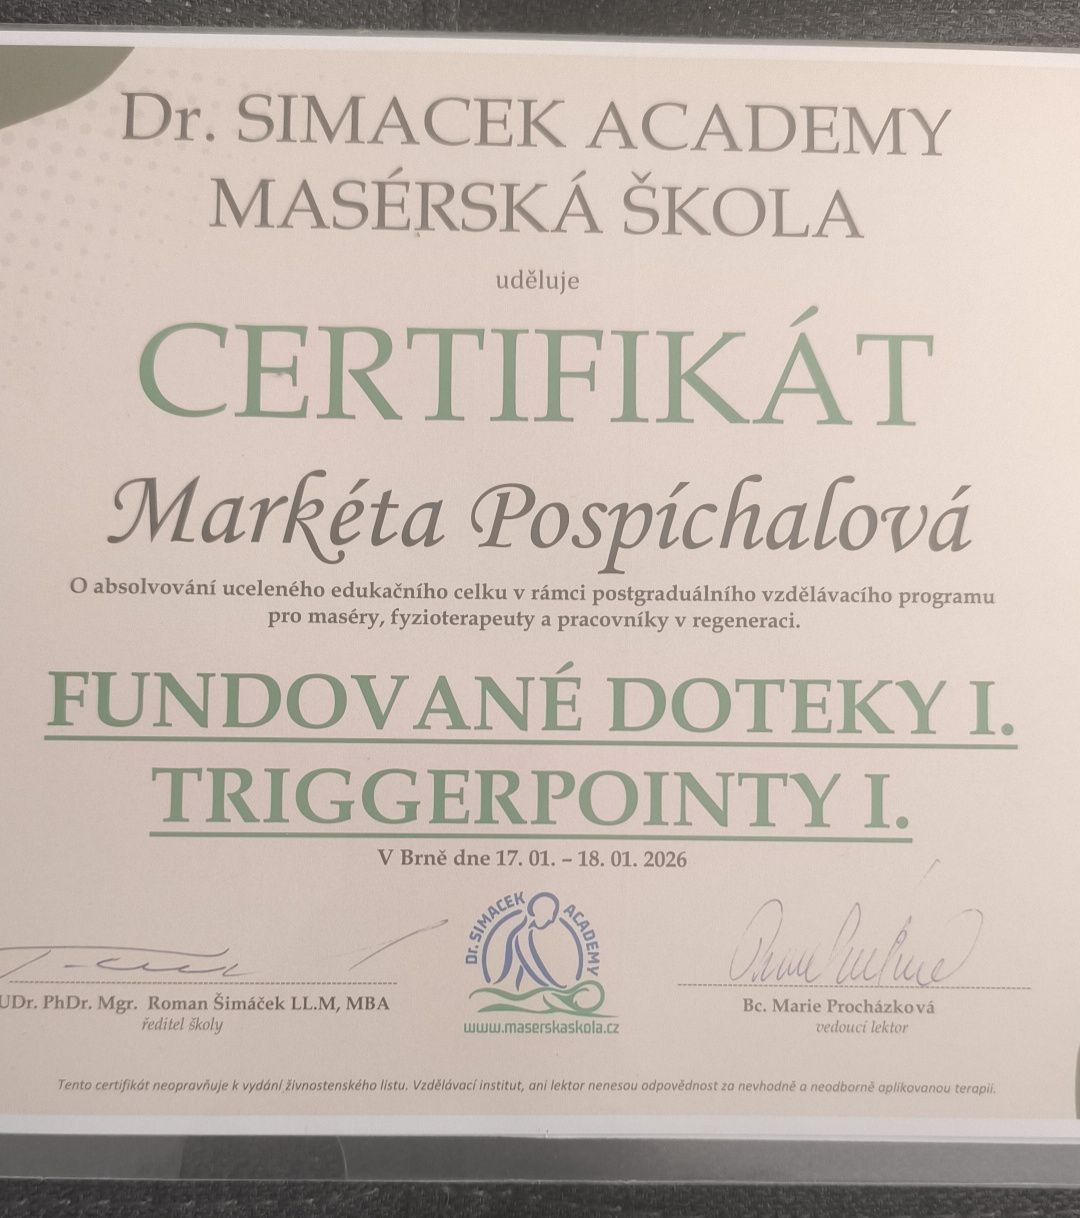 Dr. SIMACEK ACADEMY
MASÉRSKÁ ŠKOLA
uděluje
CERTIFIKÁT
Markéta Pospíchalová
O absolvování uceleného edukačního celku v rámci postgraduálního vzdělávacího programu
pro maséry, fyzioterapeuty a pracovníky v regeneraci.
FUNDOVANÉ DOTEKY I.
TRIGGERPOINTY I.
V Brně dne 17. 01. – 18. 01. 2026
Dr. SIMACEK ACADEMY
UDr. PhDr. Mgr. Roman Šimáček LL.M, MBA
ředitel školy
www.maserskaskola.cz
Bc. Marie Procházková
vedoucí lektor
Tento certifikát neopravňuje k vydání živnostenského listu. Vzdělávací institut, ani lektor nenesou odpovědnost za nevhodně a neodborně aplikovanou terapii.